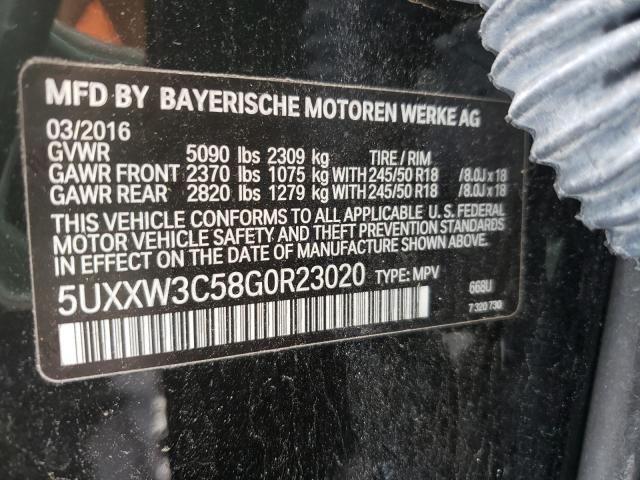 MFD BY BAYERISCHE MOTOREN WERKE AG
03/2016
GVWR 5090 lbs 2309 kg TIRE / RIM
GAWR FRONT 2370 lbs 1075 kg WITH 245/50 R18 /8.0J x 18
GAWR REAR 2820 lbs 1279 kg WITH 245/50 R18 /8.0J x 18
THIS VEHICLE CONFORMS TO ALL APPLICABLE U.S. FEDERAL
MOTOR VEHICLE SAFETY AND THEFT PREVENTION STANDARDS
IN EFFECT ON THE DATE OF MANUFACTURE SHOWN ABOVE.
5UXXW3C58G0R23020 TYPE: MPV 668U
7 320 730